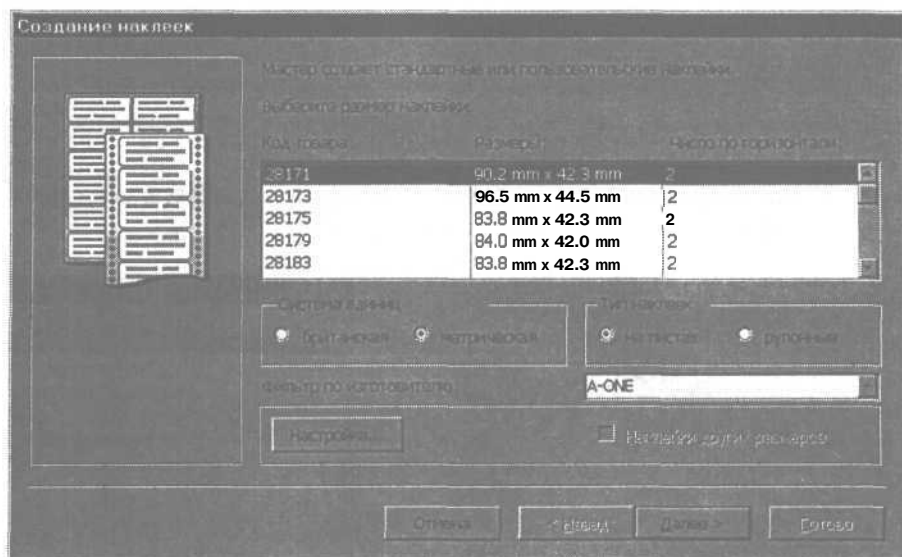 Создание наклеек
Мастер создает стандартные или пользовательские наклейки.
Выберите размер наклейки.
Код товара: Размеры: Число по горизонтали:
28171 90.2 mm x 42.3 mm 2
28173 96.5 mm x 44.5 mm 2
28175 83.8 mm x 42.3 mm 2
28179 84.0 mm x 42.0 mm 2
28183 83.8 mm x 42.3 mm 2
Система единиц Тип наклеек
британская метрическая на листах рулонные
Фильтр по изготовителю: A-ONE
Настройка... Наклейки других размеров
Отмена < Назад Далее > Готово